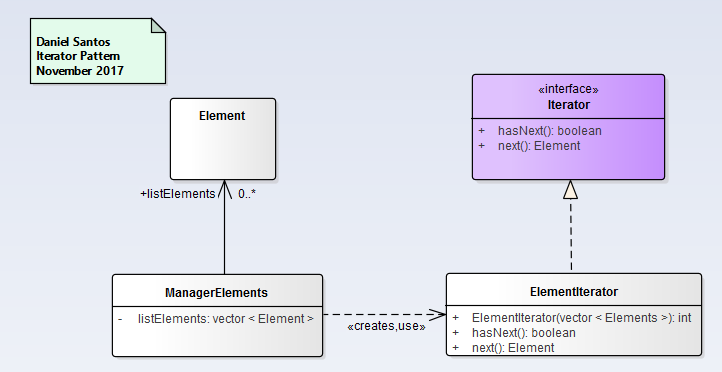 Daniel Santos
Iterator Pattern
November 2017
«interface»
Iterator
+ hasNext(): boolean
+ next(): Element
Element
+listElements 0..*
ManagerElements
- listElements: vector < Element >
«creates,use»
ElementIterator
+ ElementIterator(vector < Elements >): int
+ hasNext(): boolean
+ next(): Element